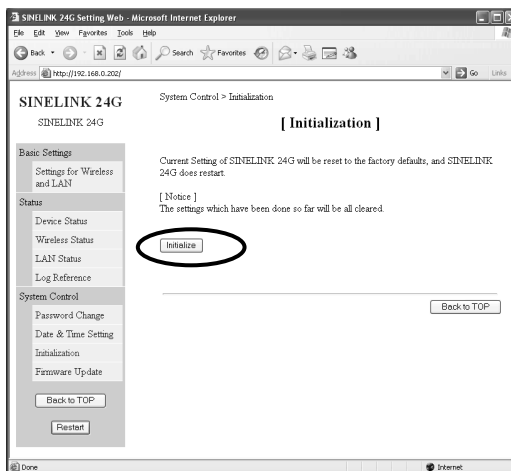 SINELINK 24G Setting Web - Microsoft Internet Explorer
File Edit View Favorites Tools Help
Back Search Favorites
Address http://192.168.0.202/ Go Links
SINELINK 24G
SINELINK 24G
Basic Settings
Settings for Wireless
and LAN
Status
Device Status
Wireless Status
LAN Status
Log Reference
System Control
Password Change
Date & Time Setting
Initialization
Firmware Update
Back to TOP
Restart
System Control > Initialization
[ Initialization ]
Current Setting of SINELINK 24G will be reset to the factory defaults, and SINELINK
24G does restart.
[ Notice ]
The settings which have been done so far will be all cleared.
Initialize
Back to TOP
Done Internet